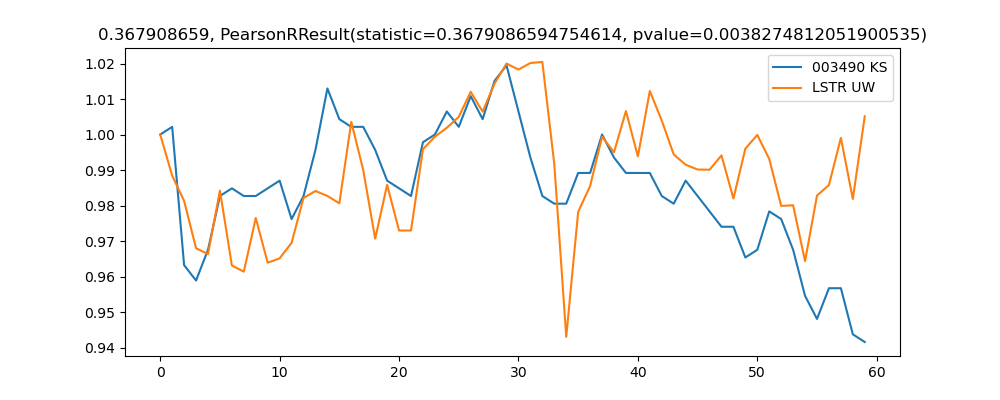 0.367908659, PearsonRResult(statistic=0.3679086594754614, pvalue=0.0038274812051900535)
1.02
1.01
1.00
0.99
0.98
0.97
0.96
0.95
0.94
003490 KS
LSTR UW
0 10 20 30 40 50 60